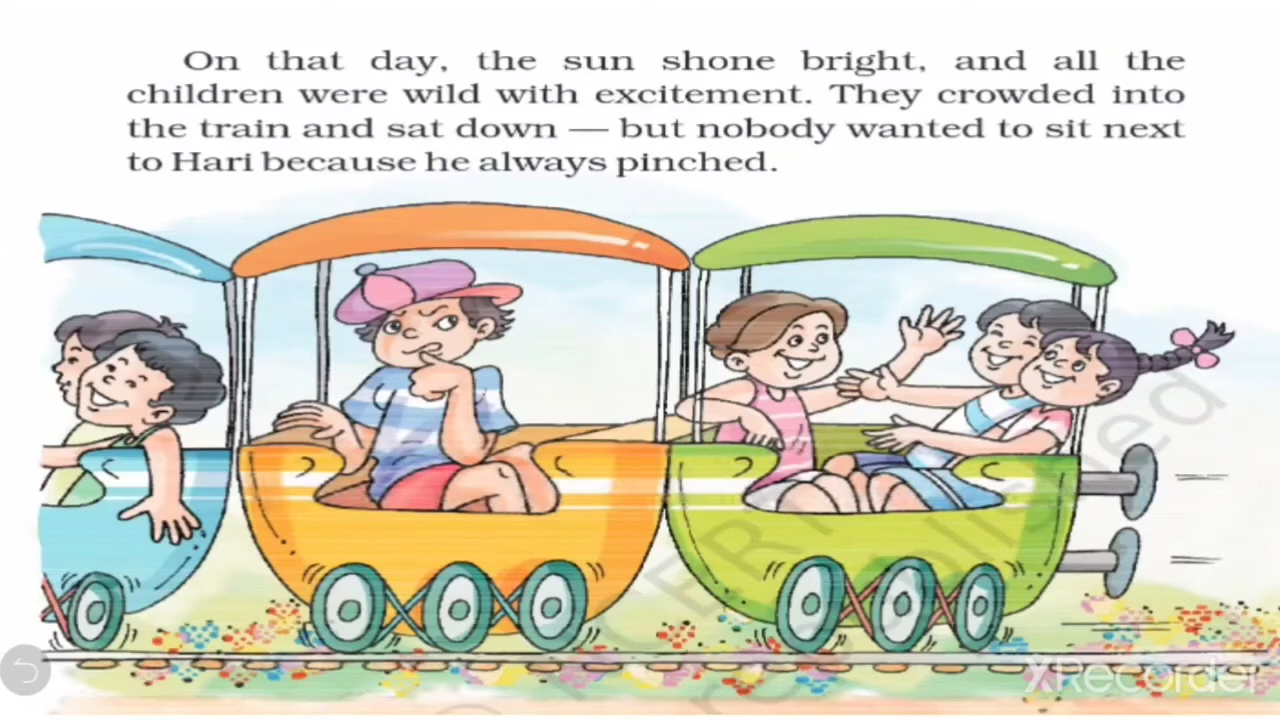 On that day, the sun shone bright, and all the
children were wild with excitement. They crowded into
the train and sat down — but nobody wanted to sit next
to Hari because he always pinched.
XRecorder